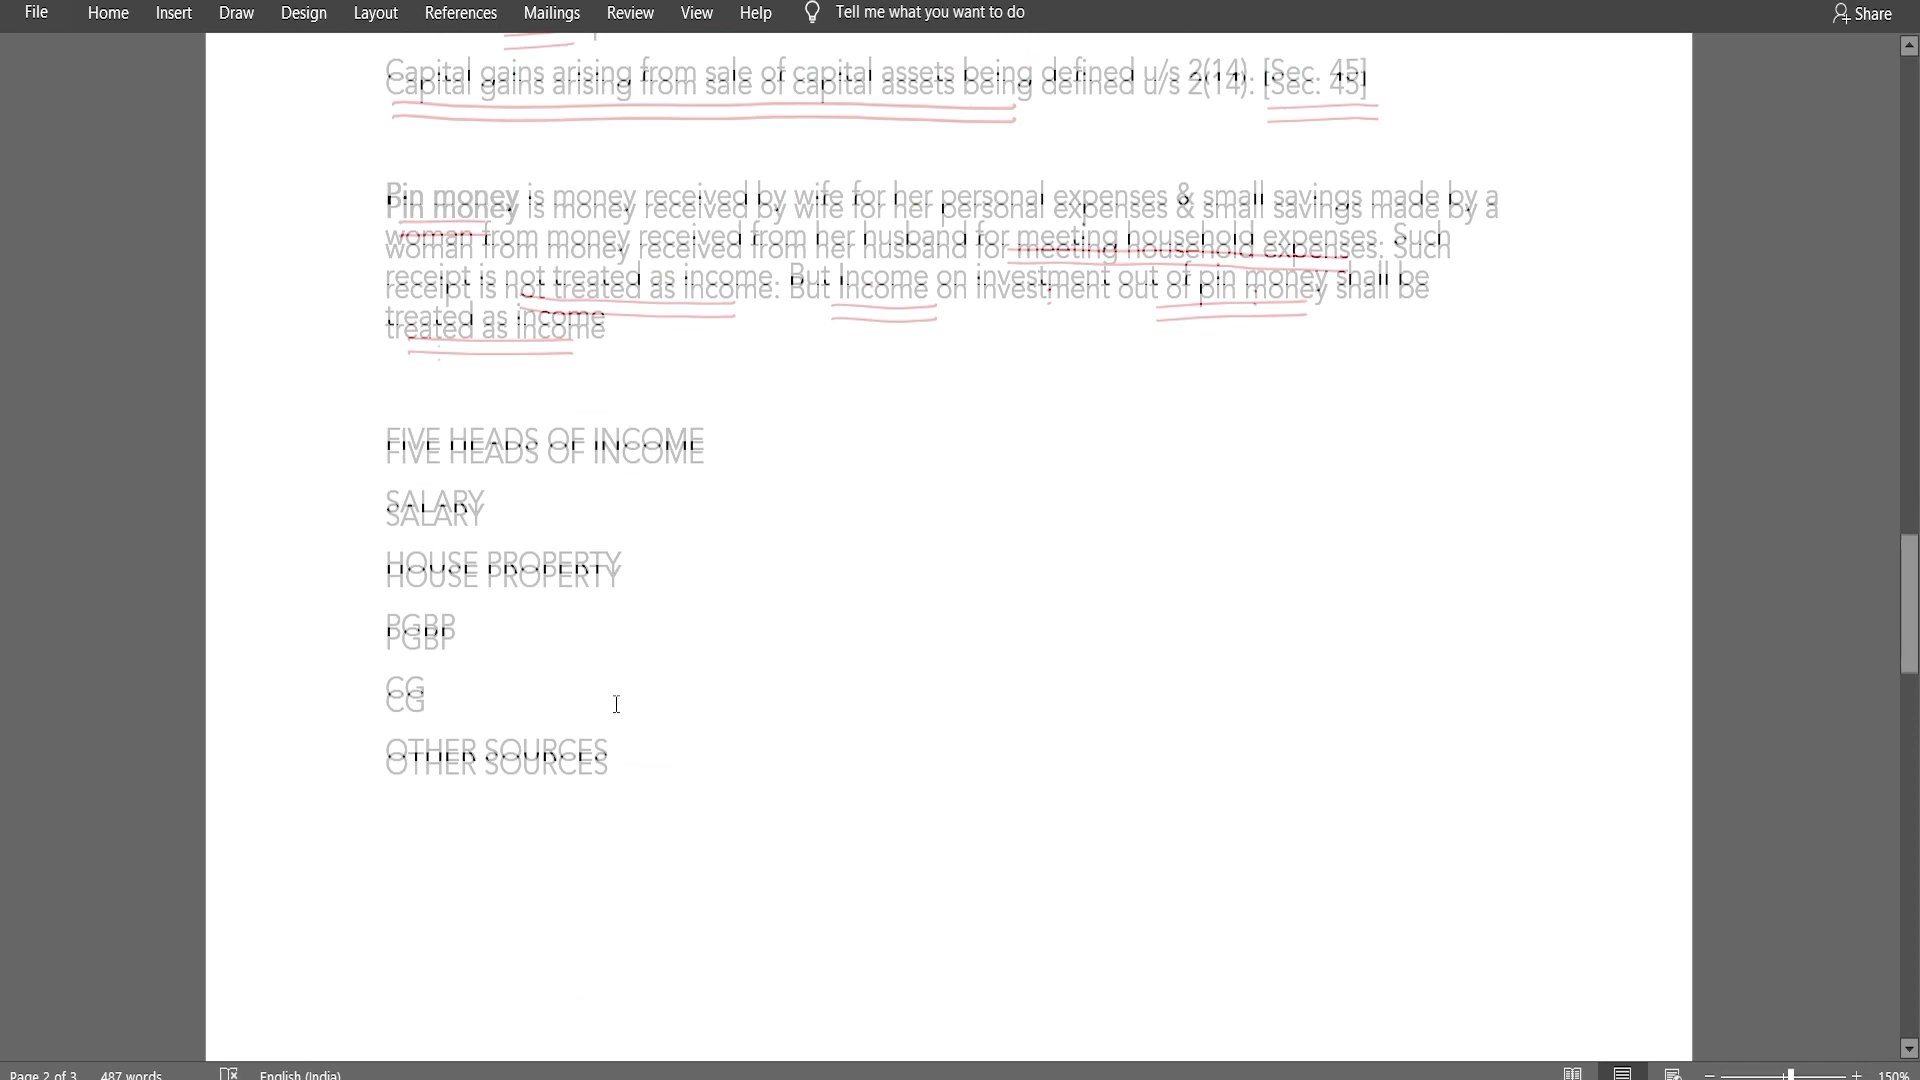 File Home Insert Draw Design Layout References Mailings Review View Help Tell me what you want to do Share
Capital gains arising from sale of capital assets being defined u/s 2(14). [Sec. 45]
Pin money is money received by wife for her personal expenses & small savings made by a
woman from money received from her husband for meeting household expenses. Such
receipt is not treated as income. But Income on investment out of pin money shall be
treated as income
FIVE HEADS OF INCOME
SALARY
HOUSE PROPERTY
PGBP
CG
OTHER SOURCES
Page 2 of 3 487 words English (India) 150%